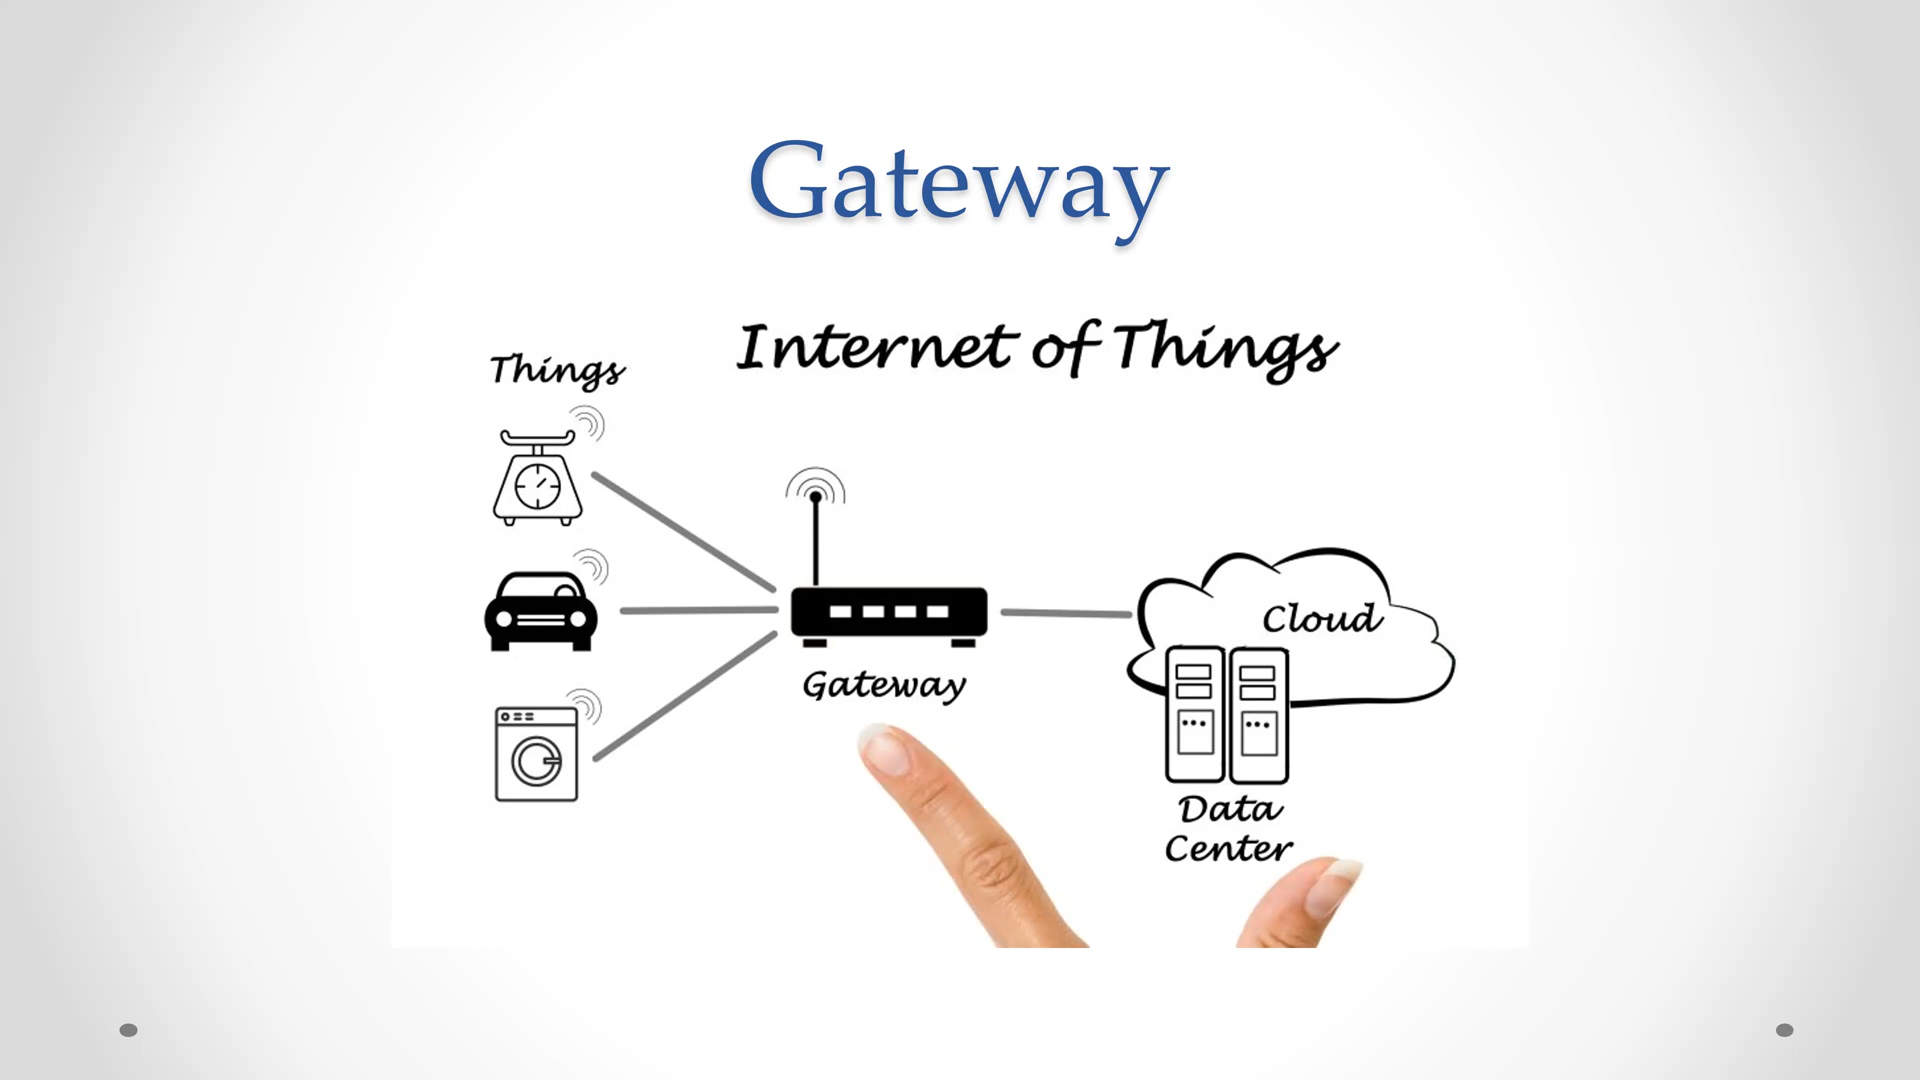 Gateway
Internet of Things
Things
Gateway
Cloud
Data
Center